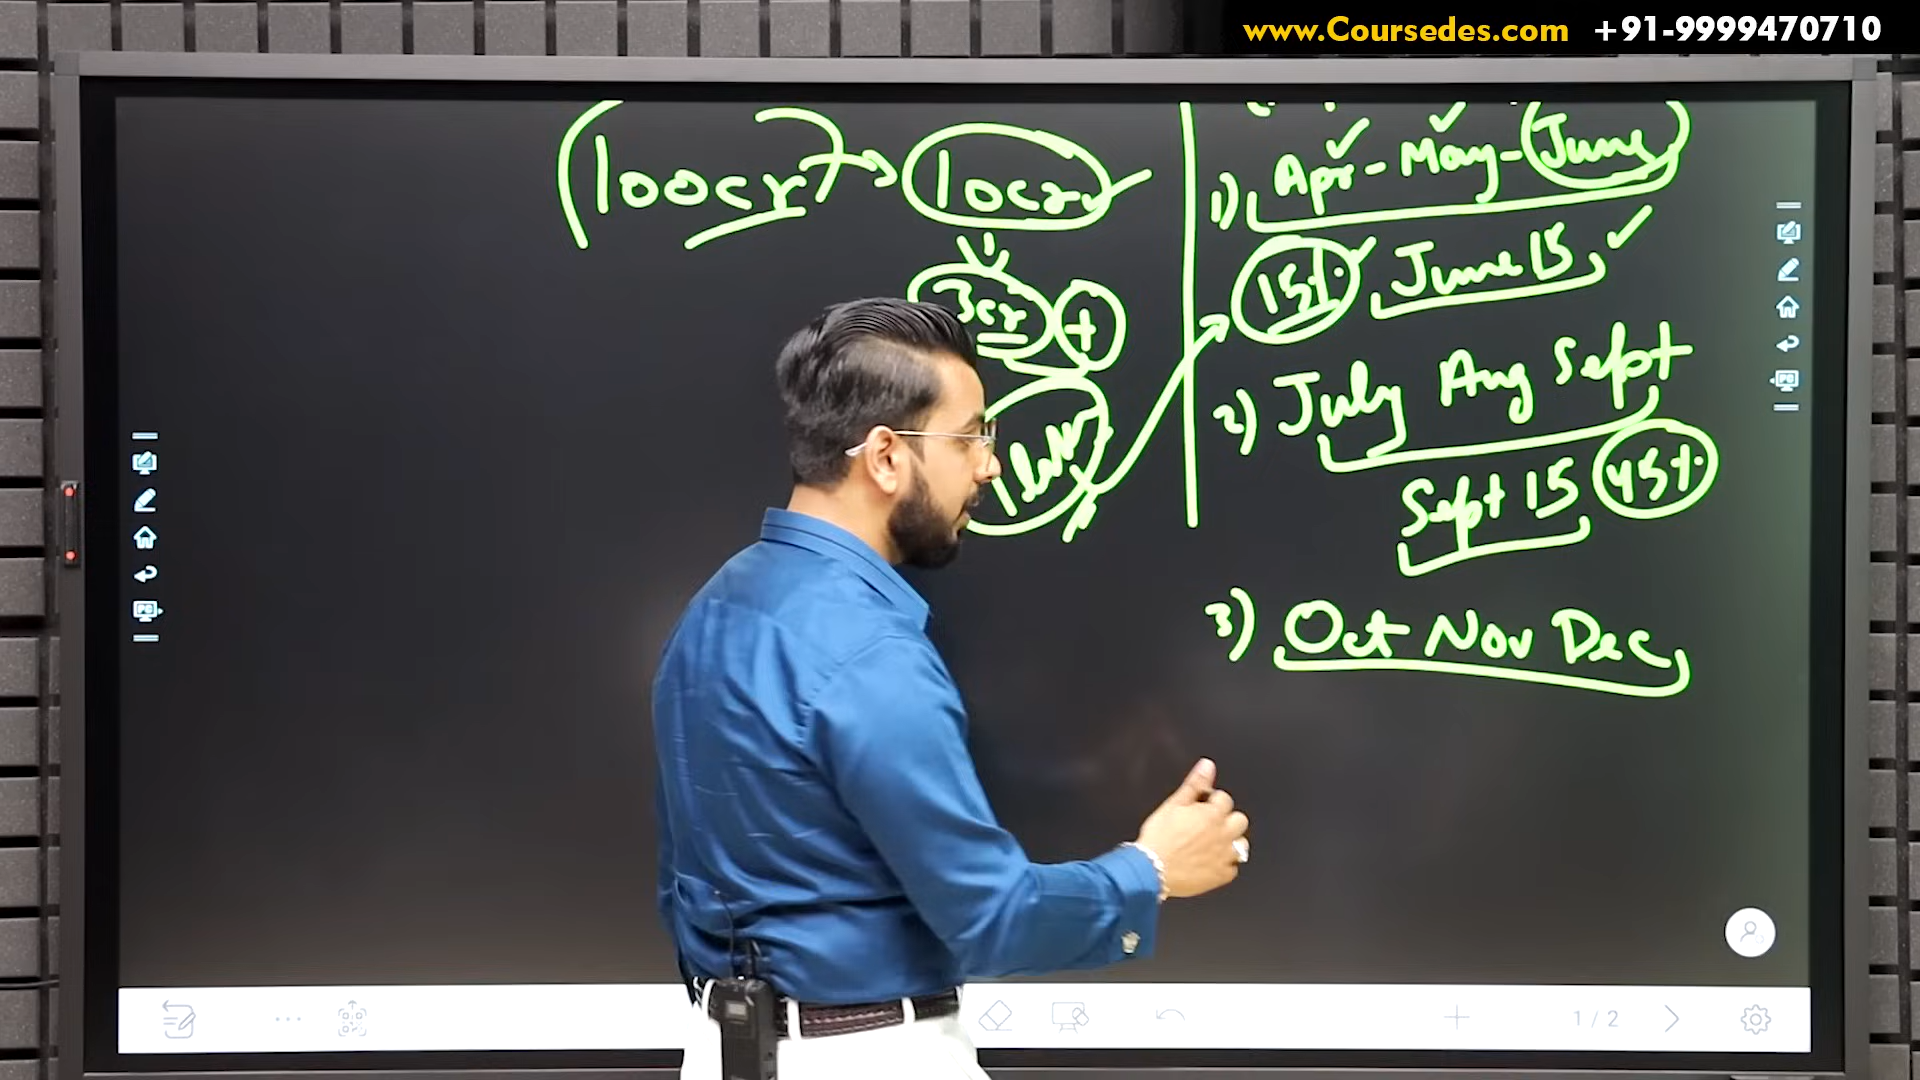 www.Coursedes.com +91-9999470710
100cr → 10cr
3cr +
1) Apr - May - June
15% June 15
2) July Aug Sept
Sept 15 45%
3) Oct Nov Dec
1 / 2